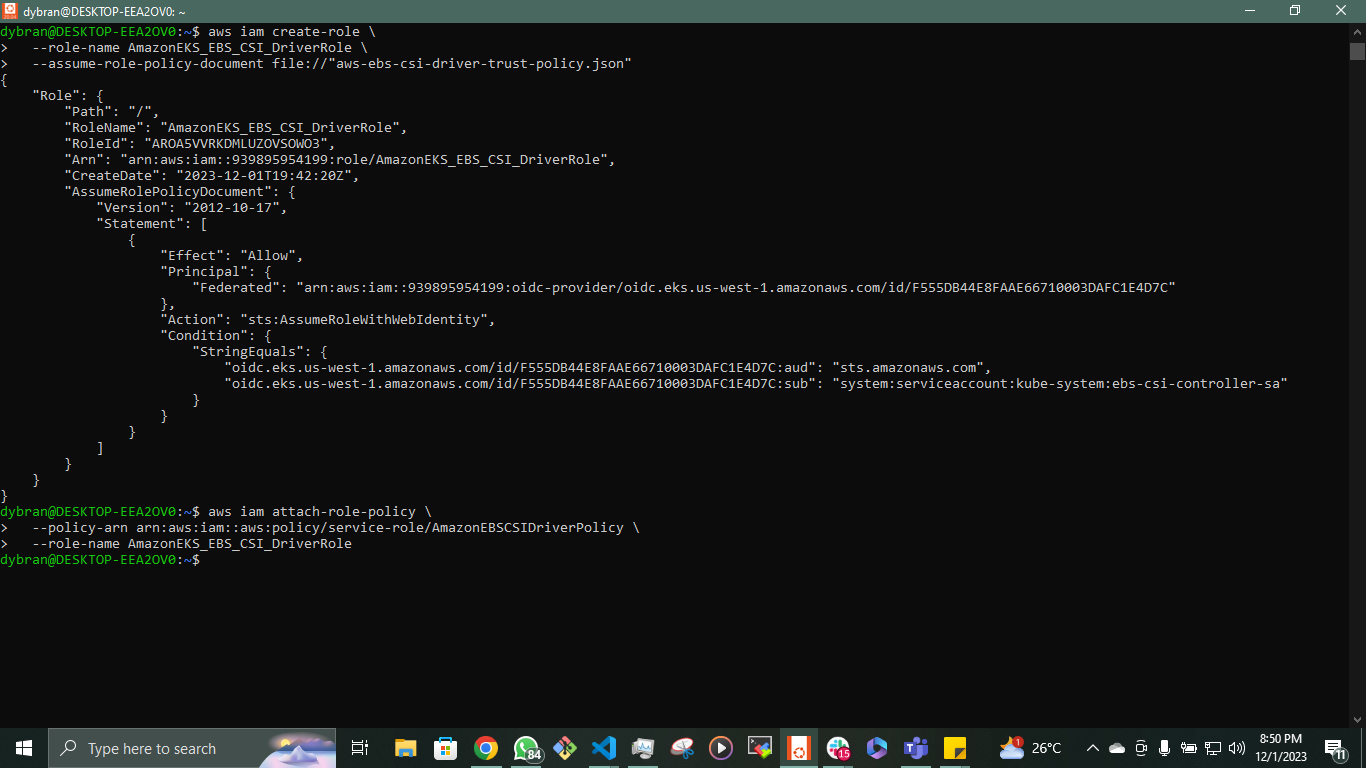 dybran@DESKTOP-EEA2OV0: ~
dybran@DESKTOP-EEA2OV0:~$ aws iam create-role \
>   --role-name AmazonEKS_EBS_CSI_DriverRole \
>   --assume-role-policy-document file://"aws-ebs-csi-driver-trust-policy.json"
{
    "Role": {
        "Path": "/",
        "RoleName": "AmazonEKS_EBS_CSI_DriverRole",
        "RoleId": "AROA5VVRKDMLUZOVSOWO3",
        "Arn": "arn:aws:iam::939895954199:role/AmazonEKS_EBS_CSI_DriverRole",
        "CreateDate": "2023-12-01T19:42:20Z",
        "AssumeRolePolicyDocument": {
            "Version": "2012-10-17",
            "Statement": [
                {
                    "Effect": "Allow",
                    "Principal": {
                        "Federated": "arn:aws:iam::939895954199:oidc-provider/oidc.eks.us-west-1.amazonaws.com/id/F555DB44E8FAAE66710003DAFC1E4D7C"
                    },
                    "Action": "sts:AssumeRoleWithWebIdentity",
                    "Condition": {
                        "StringEquals": {
                            "oidc.eks.us-west-1.amazonaws.com/id/F555DB44E8FAAE66710003DAFC1E4D7C:aud": "sts.amazonaws.com",
                            "oidc.eks.us-west-1.amazonaws.com/id/F555DB44E8FAAE66710003DAFC1E4D7C:sub": "system:serviceaccount:kube-system:ebs-csi-controller-sa"
                        }
                    }
                }
            ]
        }
    }
}
dybran@DESKTOP-EEA2OV0:~$ aws iam attach-role-policy \
>   --policy-arn arn:aws:iam::aws:policy/service-role/AmazonEBSCSIDriverPolicy \
>   --role-name AmazonEKS_EBS_CSI_DriverRole
dybran@DESKTOP-EEA2OV0:~$
Type here to search
84
15
1
26°C
8:50 PM
12/1/2023
11